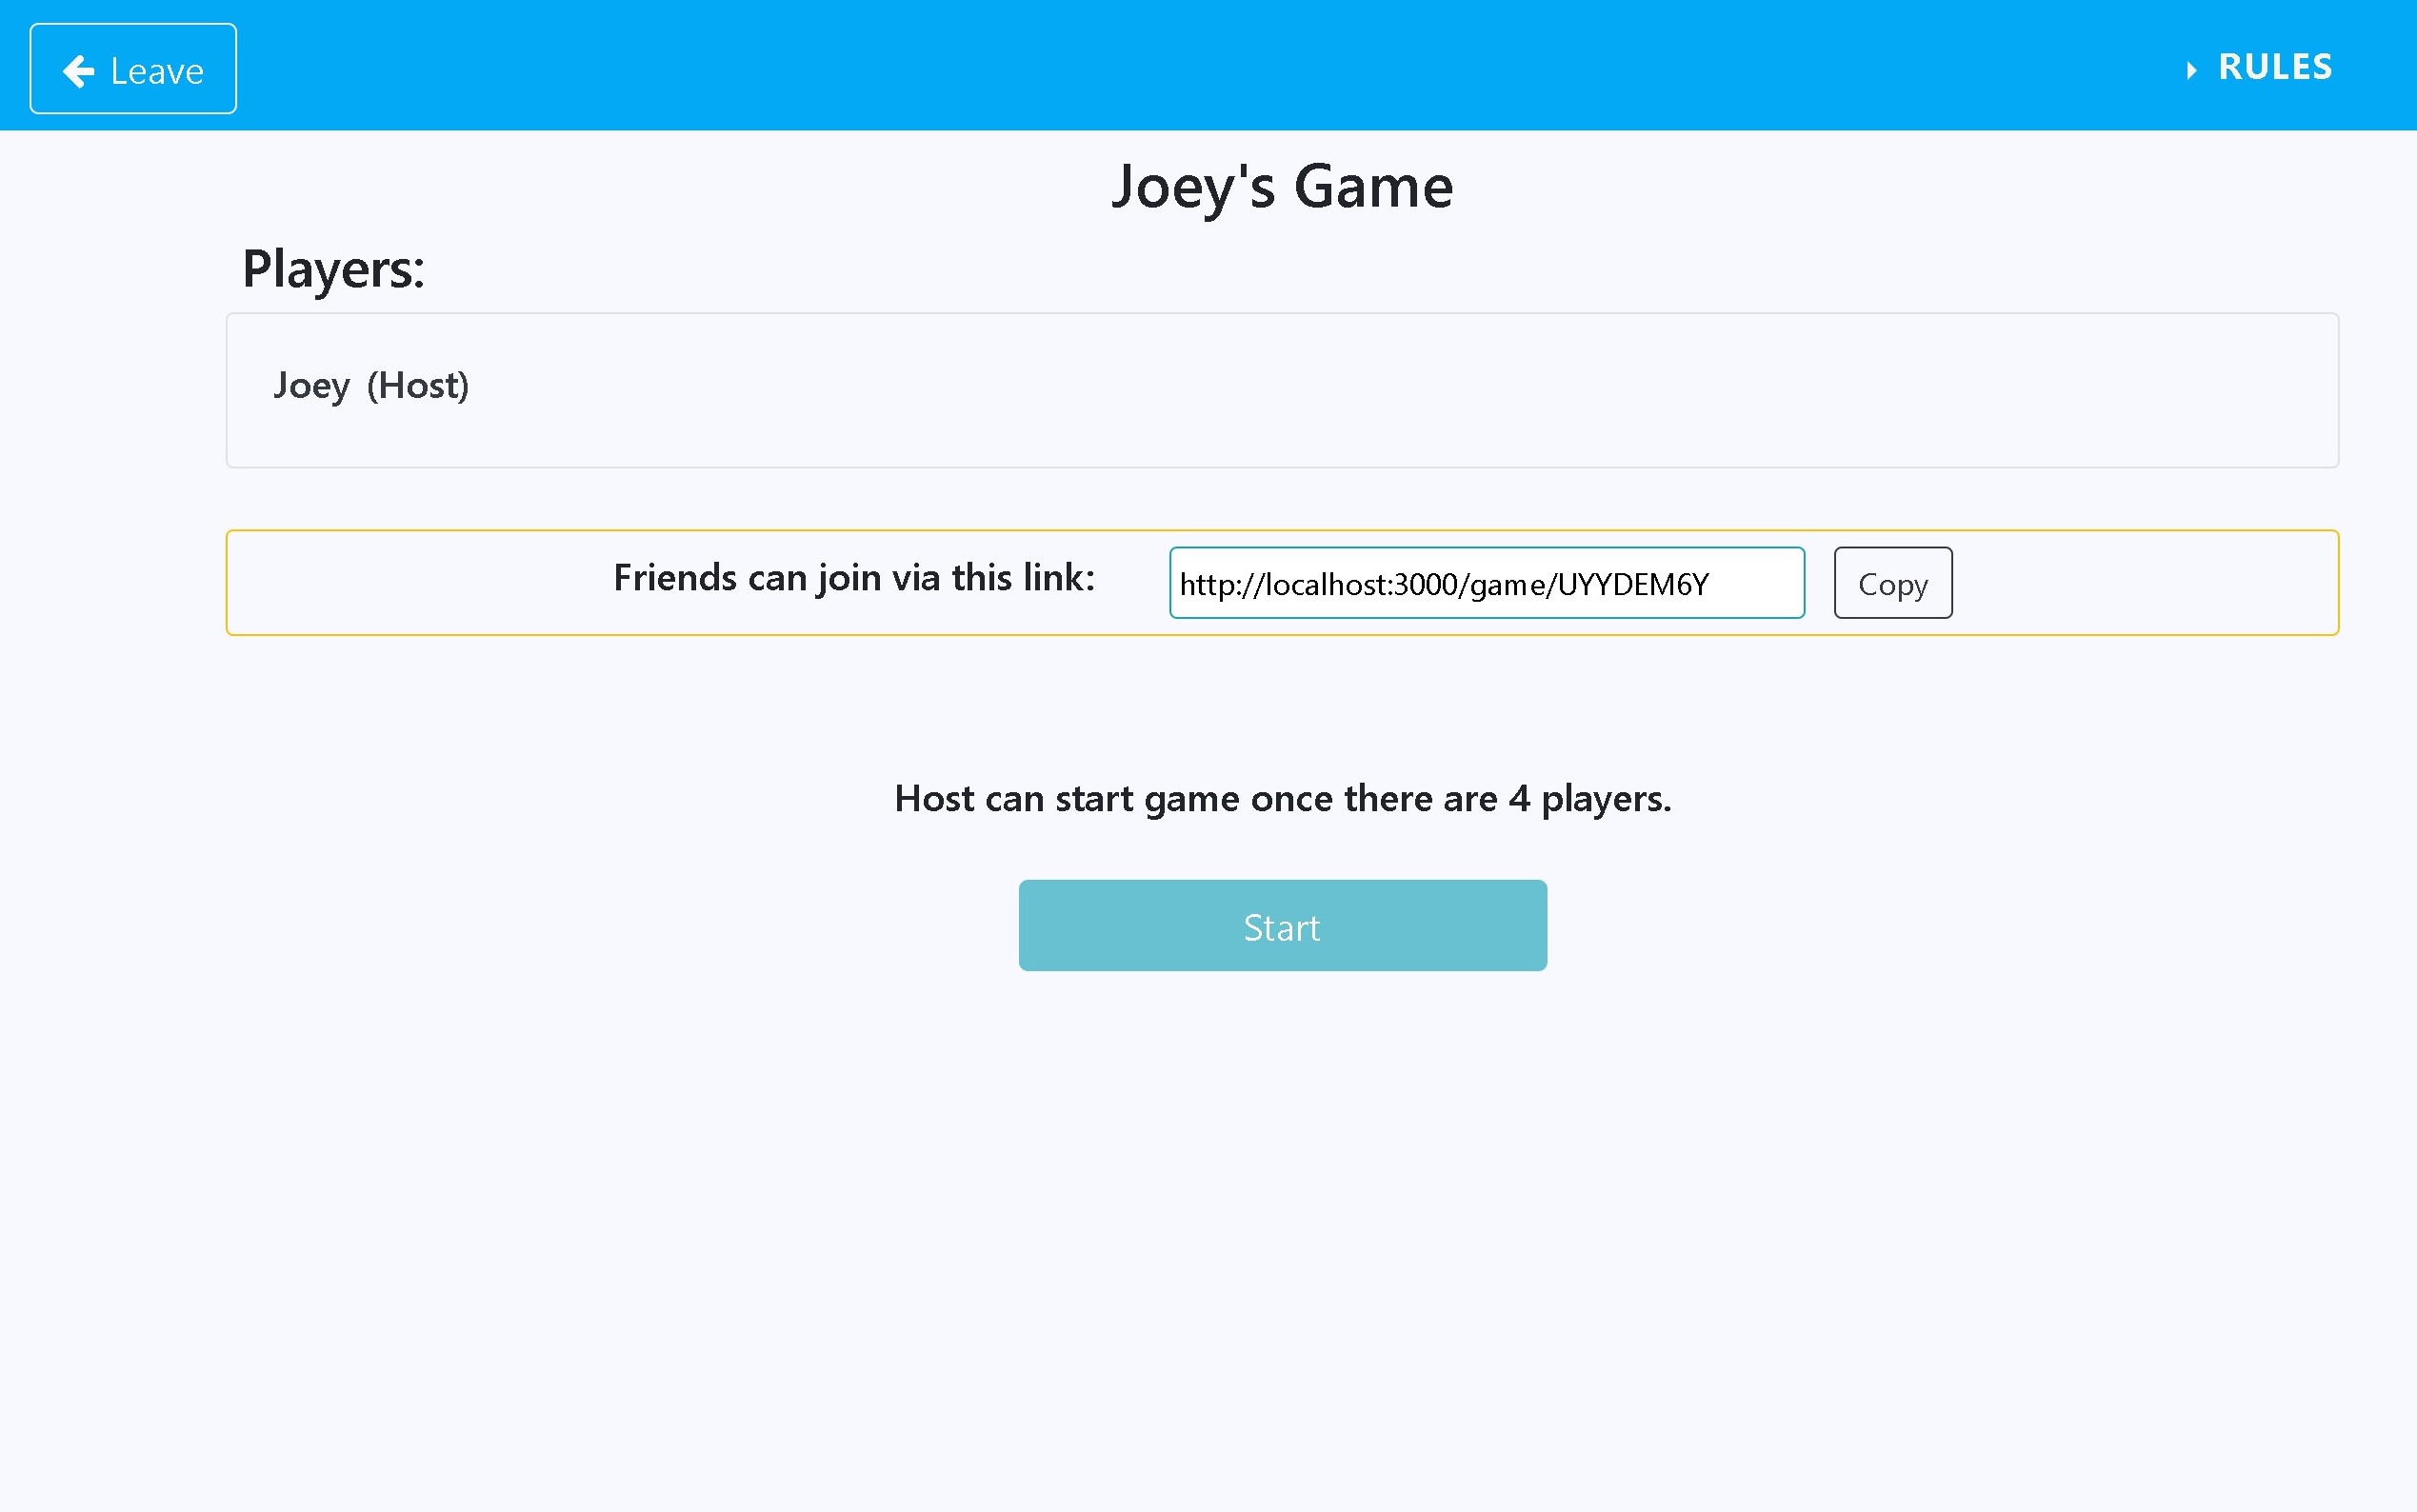 Leave
RULES
Joey's Game
Players:
Joey (Host)
Friends can join via this link: http://localhost:3000/game/UYYDEM6Y Copy
Host can start game once there are 4 players.
Start